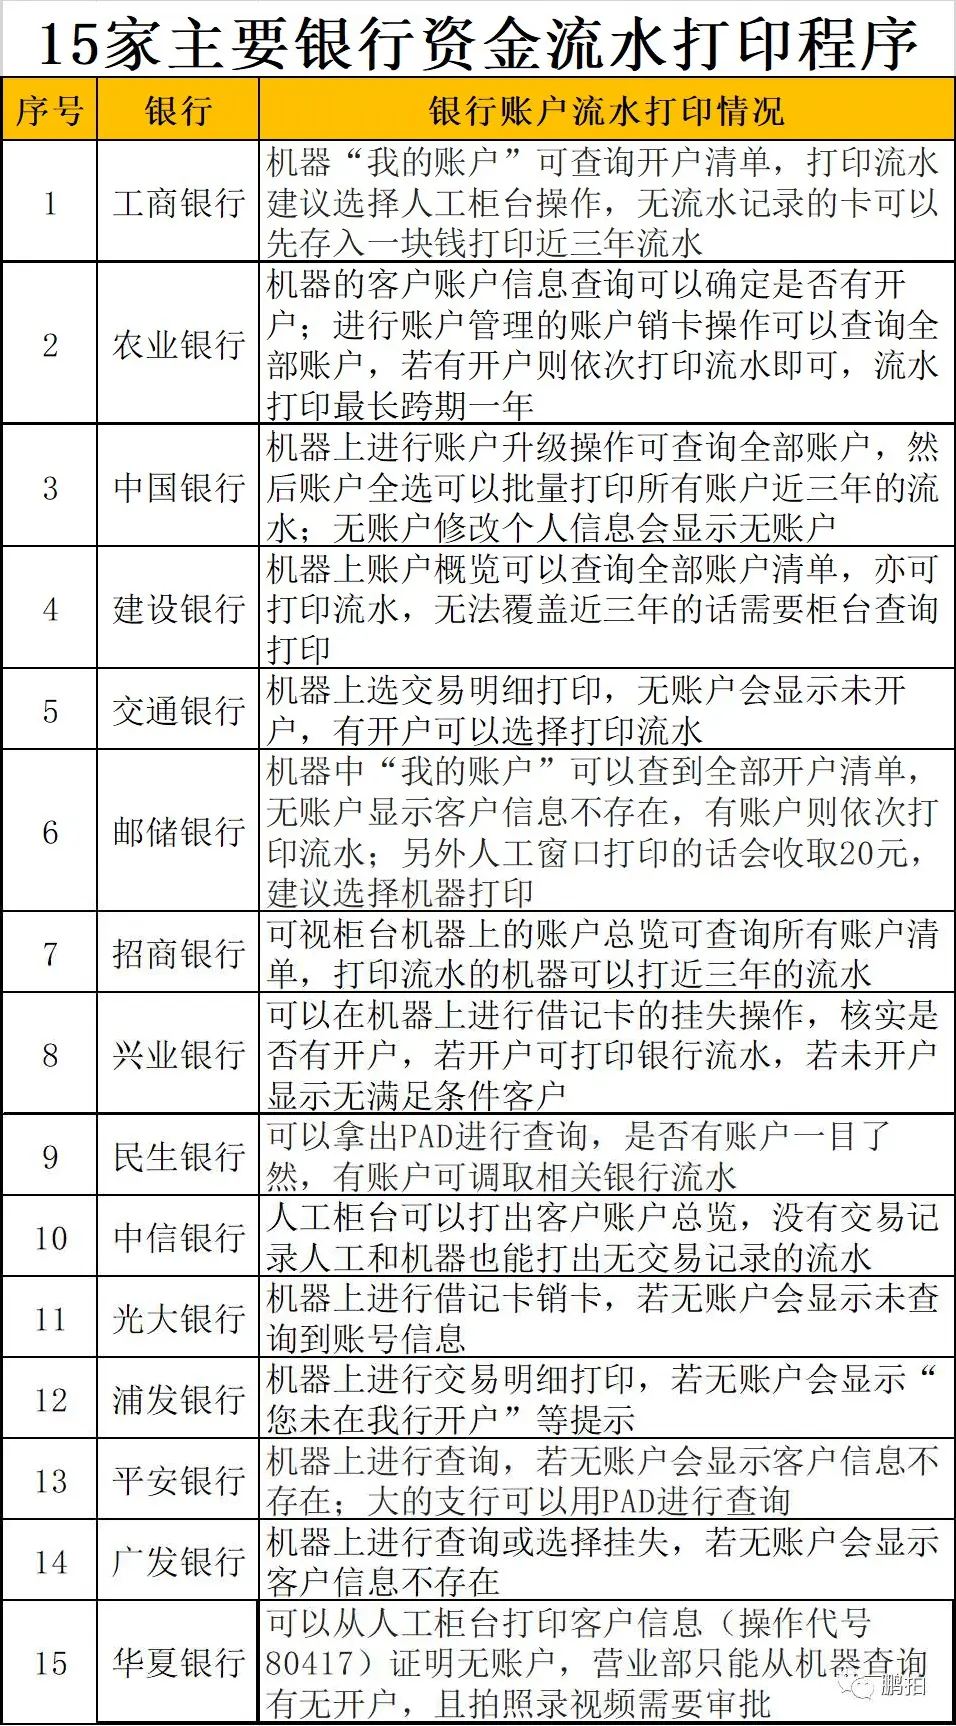 15家主要银行资金流水打印程序
序号 银行 银行账户流水打印情况
1 工商银行
机器“我的账户”可查询开户清单，打印流水
建议选择人工柜台操作，无流水记录的卡可以
先存入一块钱打印近三年流水
2 农业银行
机器的客户账户信息查询可以确定是否有开
户；进行账户管理的账户销卡操作可以查询全
部账户，若有开户则依次打印流水即可，流水
打印最长跨期一年
3 中国银行
机器上进行账户升级操作可查询全部账户，然
后账户全选可以批量打印所有账户近三年的流
水；无账户修改个人信息会显示无账户
4 建设银行
机器上账户概览可以查询全部账户清单，亦可
打印流水，无法覆盖近三年的话需要柜台查询
打印
5 交通银行
机器上选交易明细打印，无账户会显示未开
户，有开户可以选择打印流水
6 邮储银行
机器中“我的账户”可以查到全部开户清单，
无账户显示客户信息不存在，有账户则依次打
印流水；另外人工窗口打印的话会收取20元，
建议选择机器打印
7 招商银行
可视柜台机器上的账户总览可查询所有账户清
单，打印流水的机器可以打近三年的流水
8 兴业银行
可以在机器上进行借记卡的挂失操作，核实是
否有开户，若开户可打印银行流水，若未开户
显示无满足条件客户
9 民生银行
可以拿出PAD进行查询，是否有账户一目了
然，有账户可调取相关银行流水
10 中信银行
人工柜台可以打出客户账户总览，没有交易记
录人工和机器也能打出无交易记录的流水
11 光大银行
机器上进行借记卡销卡，若无账户会显示未查
询到账号信息
12 浦发银行
机器上进行交易明细打印，若无账户会显示“
您未在我行开户”等提示
13 平安银行
机器上进行查询，若无账户会显示客户信息不
存在；大的支行可以用PAD进行查询
14 广发银行
机器上进行查询或选择挂失，若无账户会显示
客户信息不存在
15 华夏银行
可以从人工柜台打印客户信息（操作代号
80417）证明无账户，营业部只能从机器查询
有无开户，且拍照录视频需要审批
鹏拍